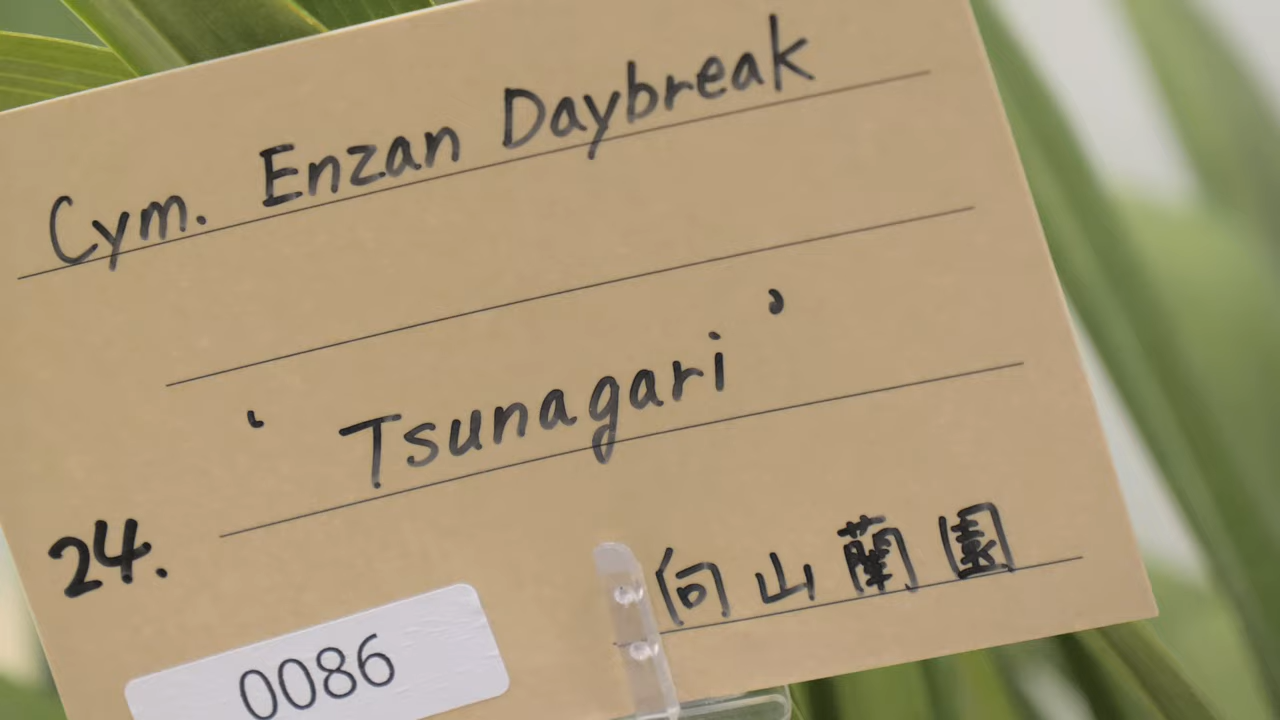 Cym. Enzan Daybreak
‘ Tsunagari ’
24.
向山蘭園
0086